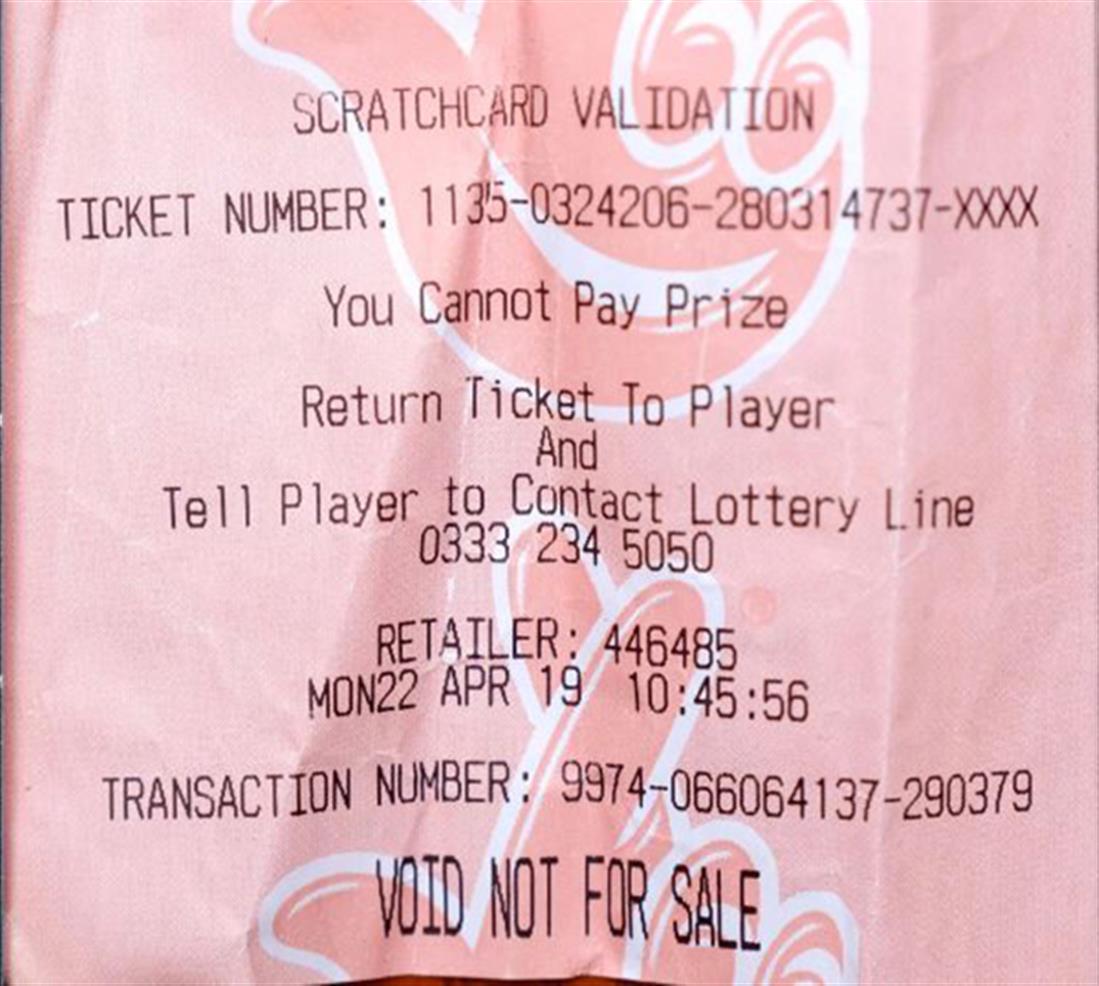 SCRATCHCARD VALIDATION
TICKET NUMBER: 1135-0324206-280314737-XXXX
You Cannot Pay Prize
Return Ticket To Player
And
Tell Player to Contact Lottery Line
0333 234 5050
RETAILER: 446485
MON22 APR 19 10:45:56
TRANSACTION NUMBER: 9974-066064137-290379
VOID NOT FOR SALE